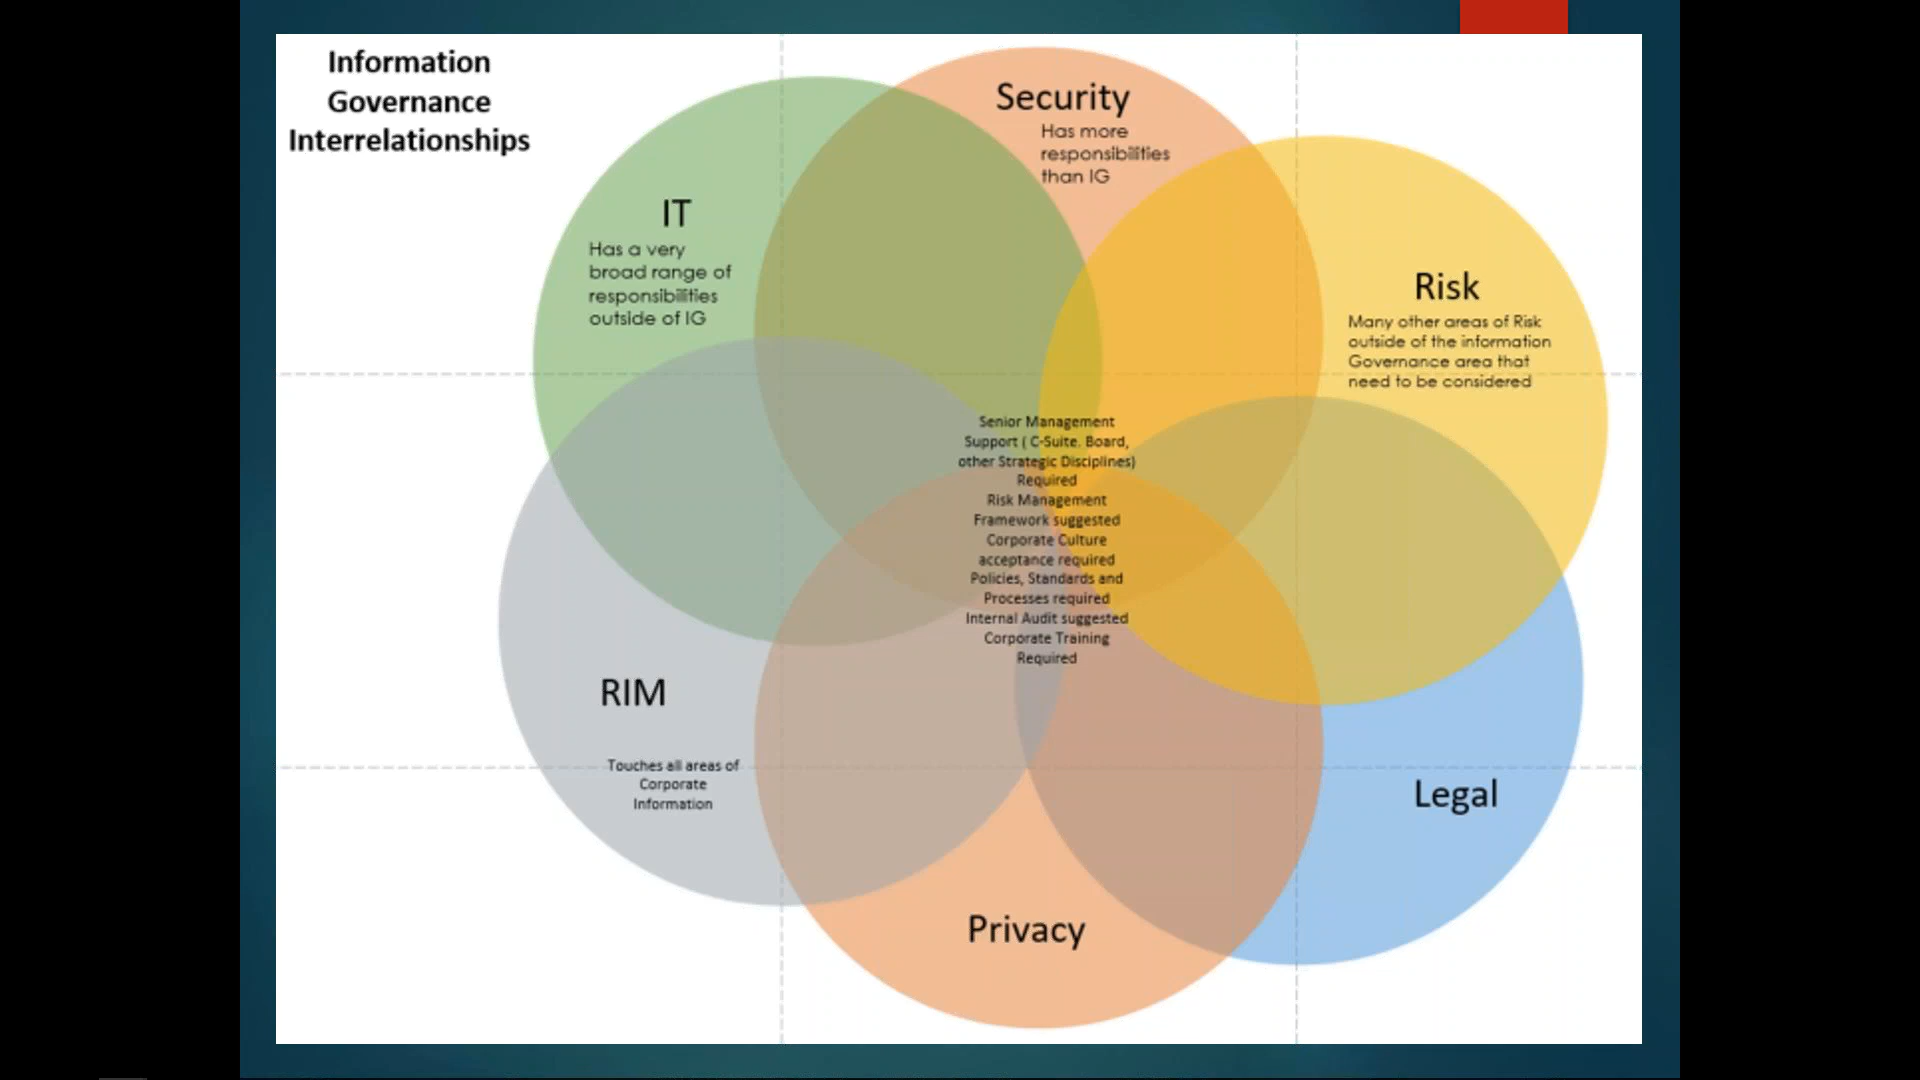 Information
Governance
Interrelationships
Security
Has more
responsibilities
than IG
IT
Has a very
broad range of
responsibilities
outside of IG
Risk
Many other areas of Risk
outside of the information
Governance area that
need to be considered
Senior Management
Support ( C-Suite. Board,
other Strategic Disciplines)
Required
Risk Management
Framework suggested
Corporate Culture
acceptance required
Policies, Standards and
Processes required
Internal Audit suggested
Corporate Training
Required
RIM
Touches all areas of
Corporate
Information
Legal
Privacy